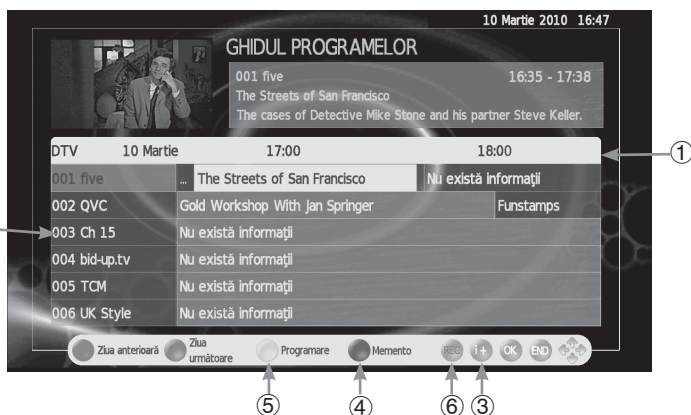 10 Martie 2010 16:47
GHIDUL PROGRAMELOR
001 five 16:35 - 17:38
The Streets of San Francisco
The cases of Detective Mike Stone and his partner Steve Keller.
DTV 10 Martie 17:00 18:00
①
001 five ... The Streets of San Francisco Nu există informaţii
002 QVC Gold Workshop With Jan Springer Funstamps
003 Ch 15 Nu există informaţii
004 bid-up.tv Nu există informaţii
005 TCM Nu există informaţii
006 UK Style Nu există informaţii
Ziua anterioară Ziua următoare Programare Memento REC i+ OK END
⑤ ④ ⑥ ③